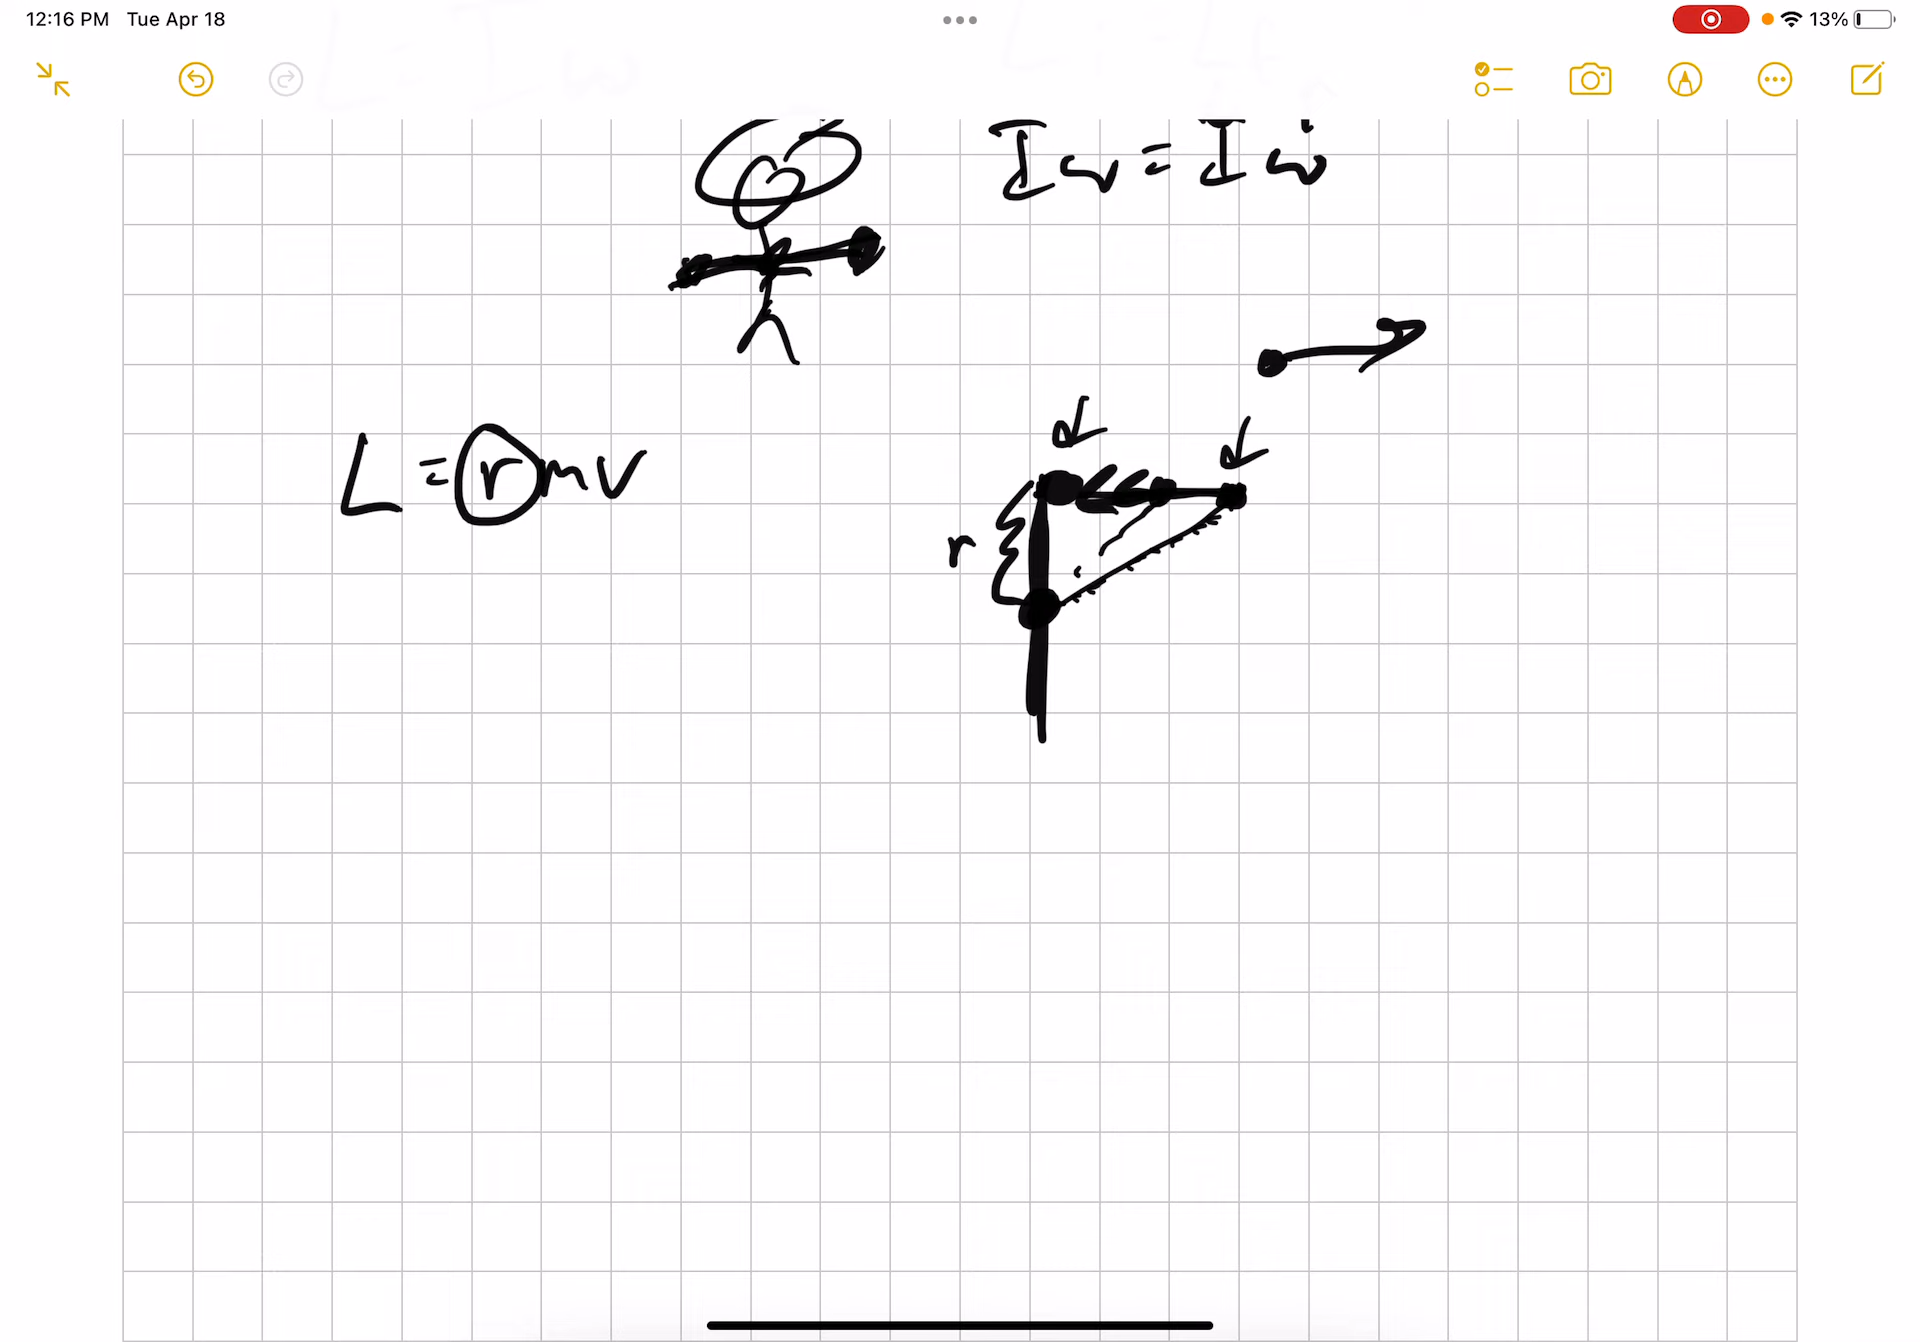 12:16 PM Tue Apr 18
13%
Iω = Iω
L = rmv
r